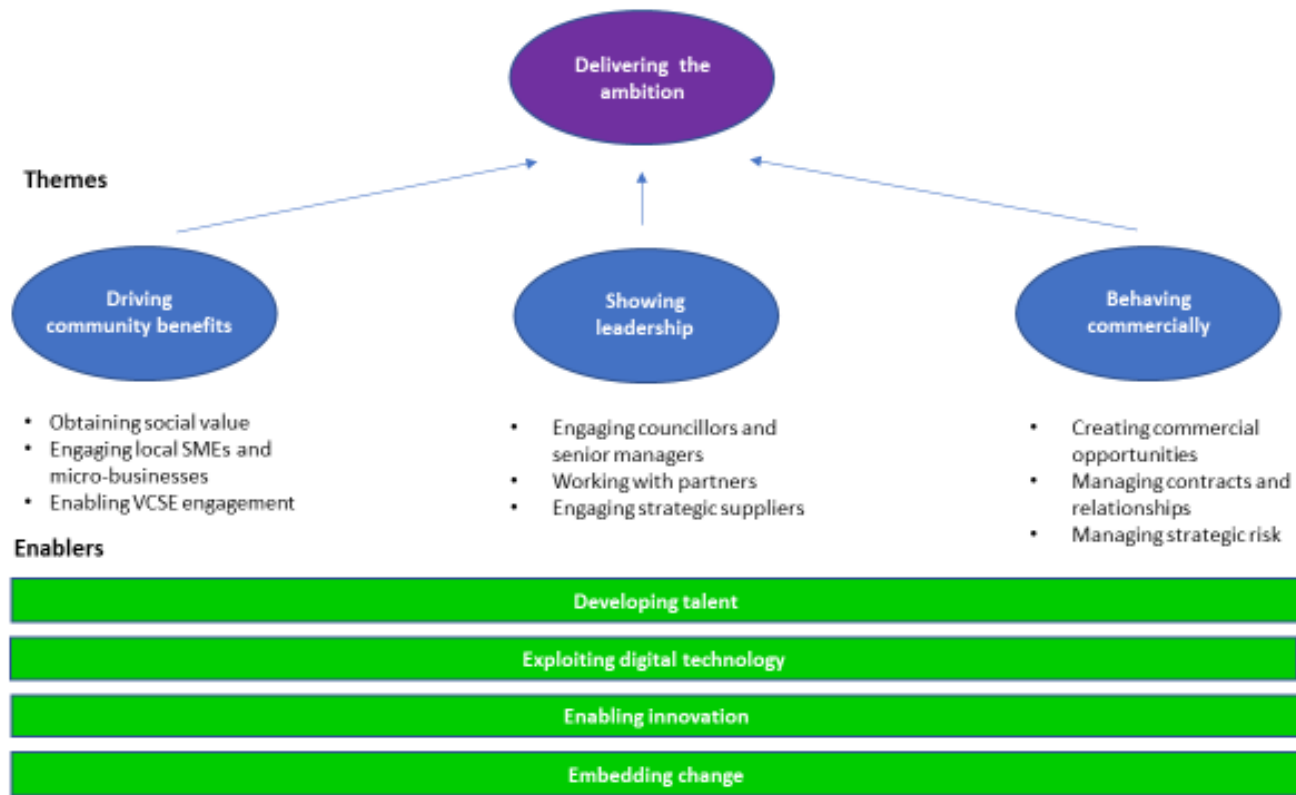 Delivering the
ambition
Themes
Driving
community benefits
Showing
leadership
Behaving
commercially
• Obtaining social value
• Engaging local SMEs and
micro-businesses
• Enabling VCSE engagement
• Engaging councillors and
senior managers
• Working with partners
• Engaging strategic suppliers
• Creating commercial
opportunities
• Managing contracts and
relationships
• Managing strategic risk
Enablers
Developing talent
Exploiting digital technology
Enabling innovation
Embedding change